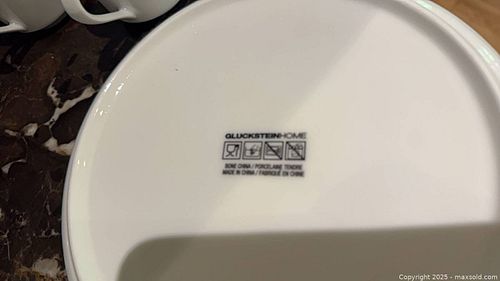 GLUCKSTEINHOME
BONE CHINA / PORCELAINE TENDRE
MADE IN CHINA / FABRIQUÉ EN CHINE
Copyright 2025 - maxsold.com